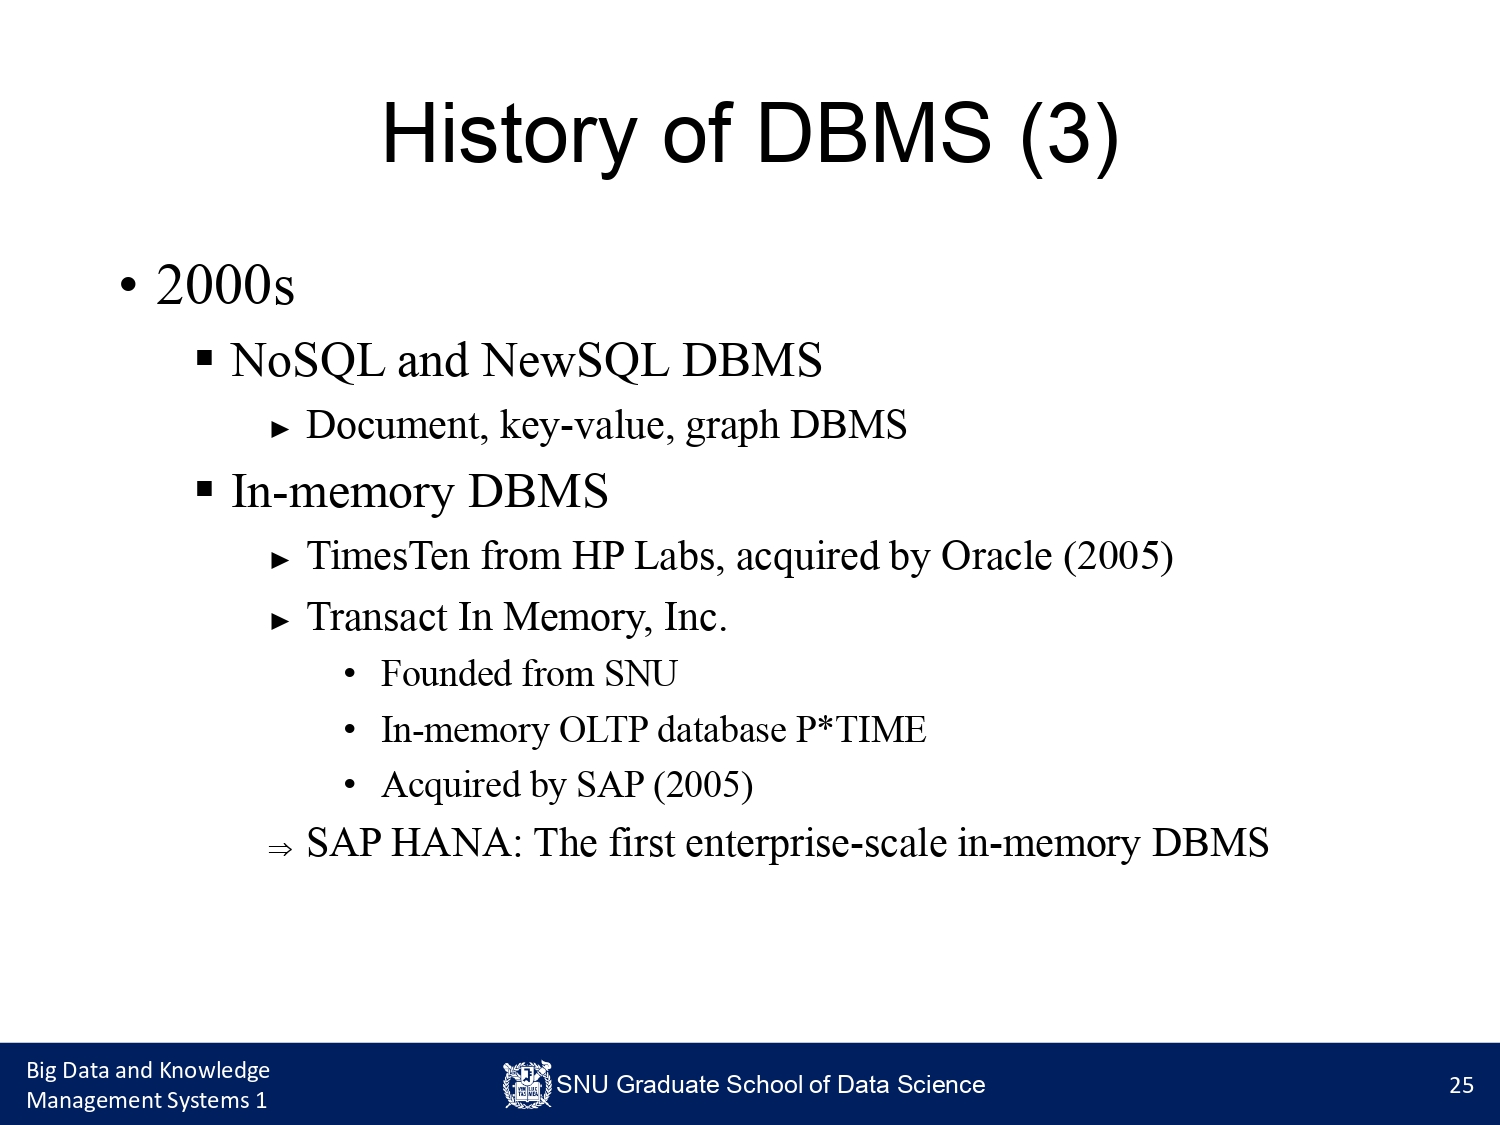 History of DBMS (3)
• 2000s
▪ NoSQL and NewSQL DBMS
► Document, key-value, graph DBMS
▪ In-memory DBMS
► TimesTen from HP Labs, acquired by Oracle (2005)
► Transact In Memory, Inc.
• Founded from SNU
• In-memory OLTP database P*TIME
• Acquired by SAP (2005)
⇒ SAP HANA: The first enterprise-scale in-memory DBMS
Big Data and Knowledge
Management Systems 1
SNU Graduate School of Data Science
25